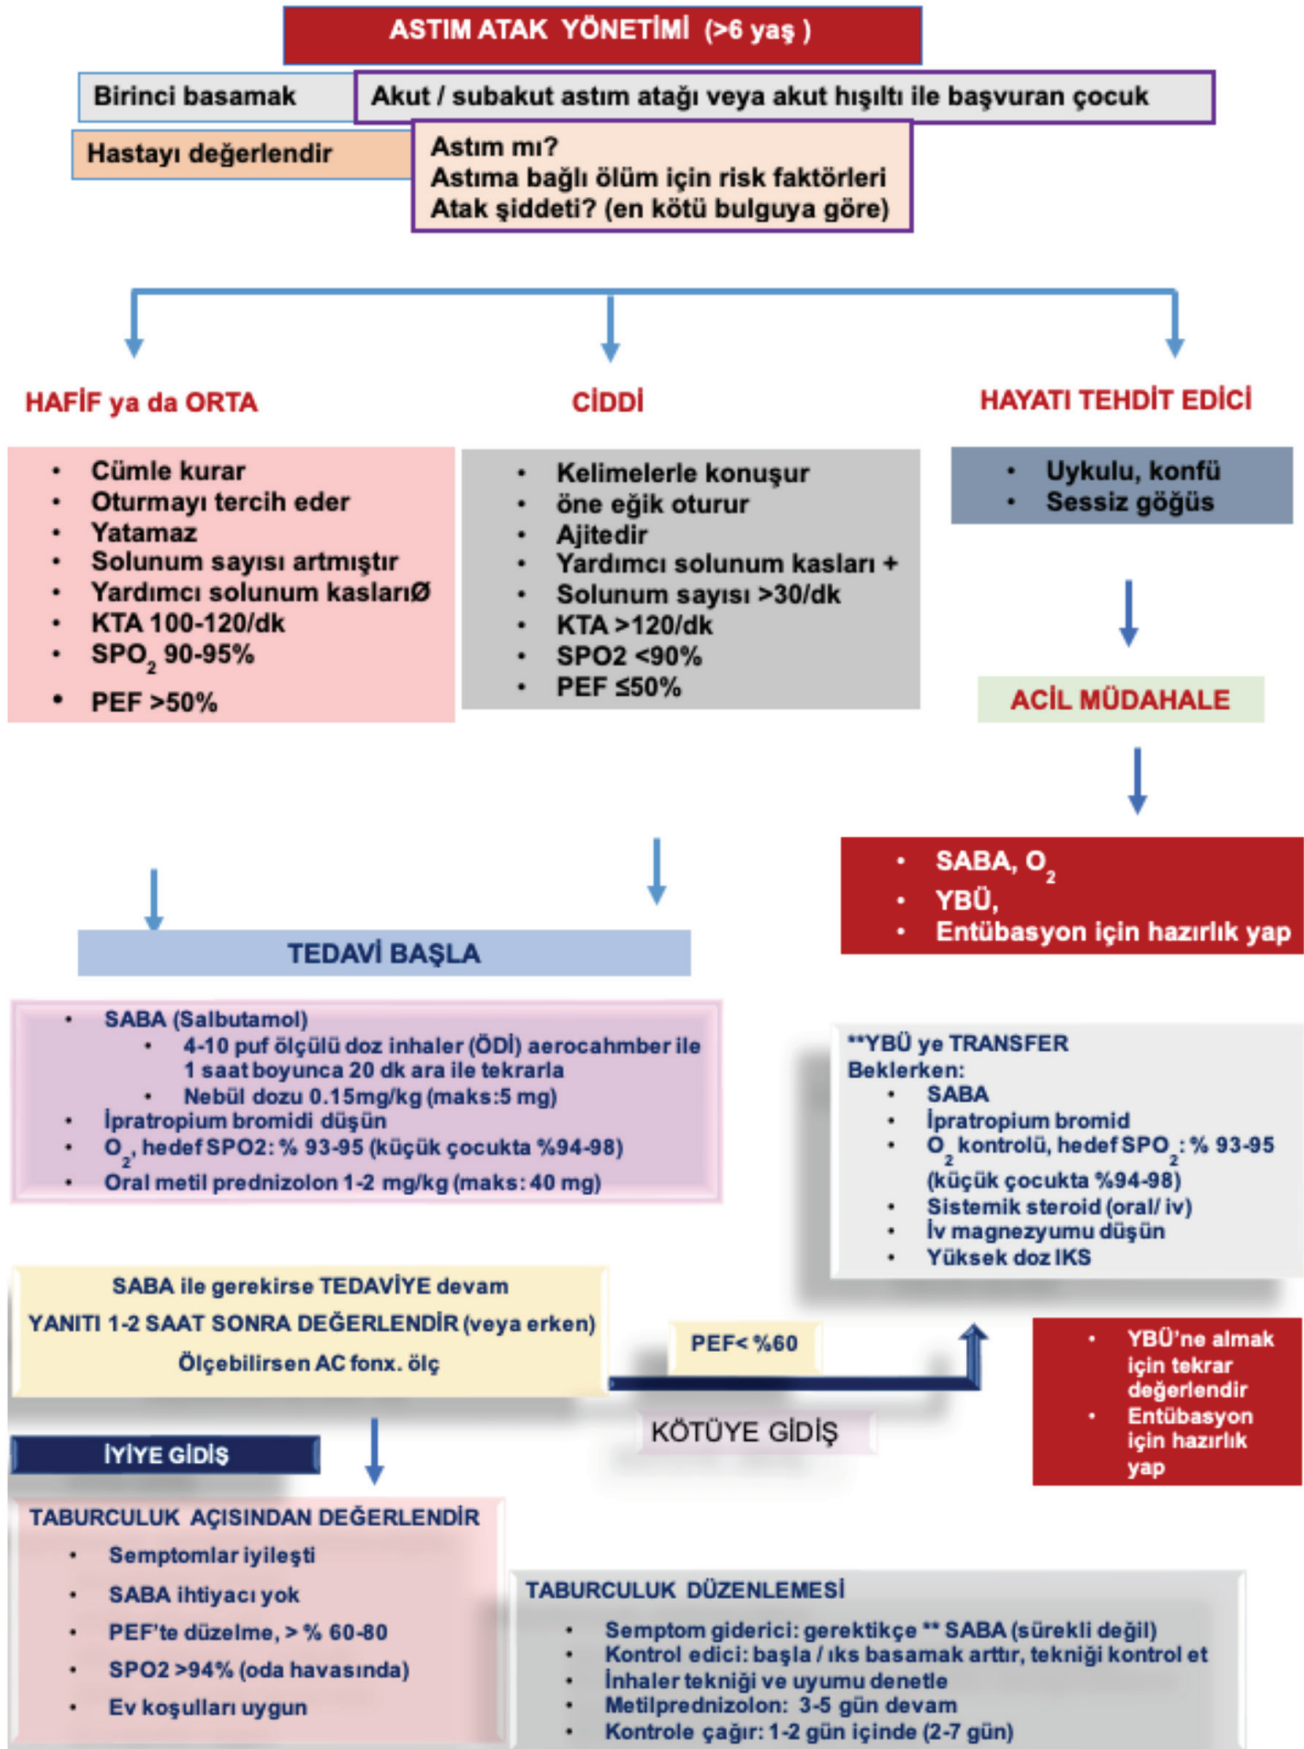 ASTIM ATAK YÖNETİMİ (>6 yaş )
Birinci basamak
Akut / subakut astım atağı veya akut hışıltı ile başvuran çocuk
Hastayı değerlendir
Astım mı?
Astıma bağlı ölüm için risk faktörleri
Atak şiddeti? (en kötü bulguya göre)
HAFİF ya da ORTA
• Cümle kurar
• Oturmayı tercih eder
• Yatamaz
• Solunum sayısı artmıştır
• Yardımcı solunum kaslarıØ
• KTA 100-120/dk
• SPO₂ 90-95%
• PEF >50%
CİDDİ
• Kelimelerle konuşur
• öne eğik oturur
• Ajitedir
• Yardımcı solunum kasları +
• Solunum sayısı >30/dk
• KTA >120/dk
• SPO2 <90%
• PEF ≤50%
HAYATI TEHDİT EDİCİ
• Uykulu, konfü
• Sessiz göğüs
ACİL MÜDAHALE
• SABA, O₂
• YBÜ,
• Entübasyon için hazırlık yap
TEDAVİ BAŞLA
• SABA (Salbutamol)
• 4-10 puf ölçülü doz inhaler (ÖDİ) aerocahmber ile
1 saat boyunca 20 dk ara ile tekrarla
• Nebül dozu 0.15mg/kg (maks:5 mg)
• İpratropium bromidi düşün
• O₂, hedef SPO2: % 93-95 (küçük çocukta %94-98)
• Oral metil prednizolon 1-2 mg/kg (maks: 40 mg)
**YBÜ ye TRANSFER
Beklerken:
• SABA
• İpratropium bromid
• O₂ kontrolü, hedef SPO₂: % 93-95
(küçük çocukta %94-98)
• Sistemik steroid (oral/ iv)
• İv magnezyumu düşün
• Yüksek doz IKS
SABA ile gerekirse TEDAVİYE devam
YANITI 1-2 SAAT SONRA DEĞERLENDİR (veya erken)
Ölçebilirsen AC fonx. ölç
PEF< %60
KÖTÜYE GİDİŞ
• YBÜ'ne almak
için tekrar
değerlendir
• Entübasyon
için hazırlık
yap
İYİYE GİDİŞ
TABURCULUK AÇISINDAN DEĞERLENDİR
• Semptomlar iyileşti
• SABA ihtiyacı yok
• PEF'te düzelme, > % 60-80
• SPO2 >94% (oda havasında)
• Ev koşulları uygun
TABURCULUK DÜZENLEMESİ
• Semptom giderici: gerektikçe ** SABA (sürekli değil)
• Kontrol edici: başla / ıks basamak arttır, tekniği kontrol et
• İnhaler tekniği ve uyumu denetle
• Metilprednizolon: 3-5 gün devam
• Kontrole çağır: 1-2 gün içinde (2-7 gün)